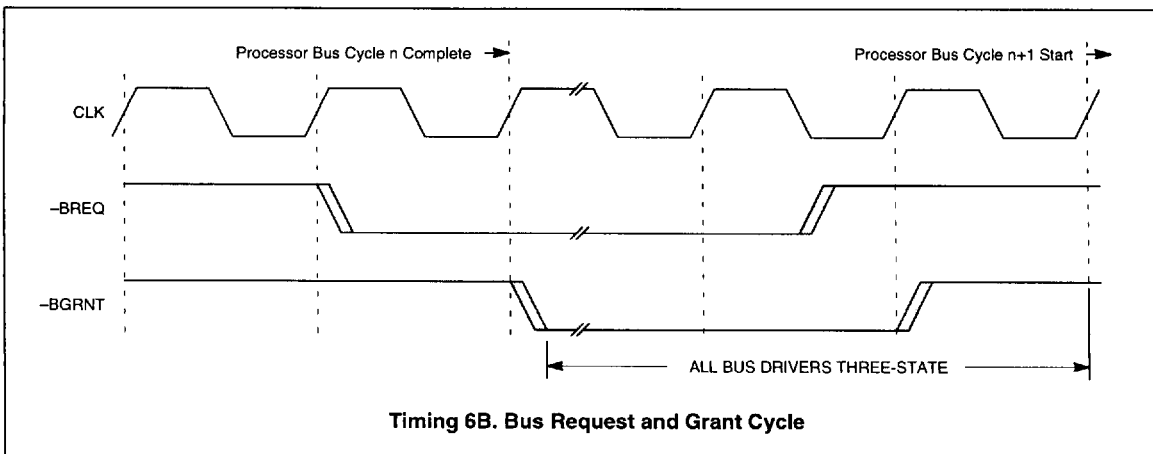 Processor Bus Cycle n Complete
Processor Bus Cycle n+1 Start
CLK
–BREQ
–BGRNT
ALL BUS DRIVERS THREE-STATE
Timing 6B. Bus Request and Grant Cycle